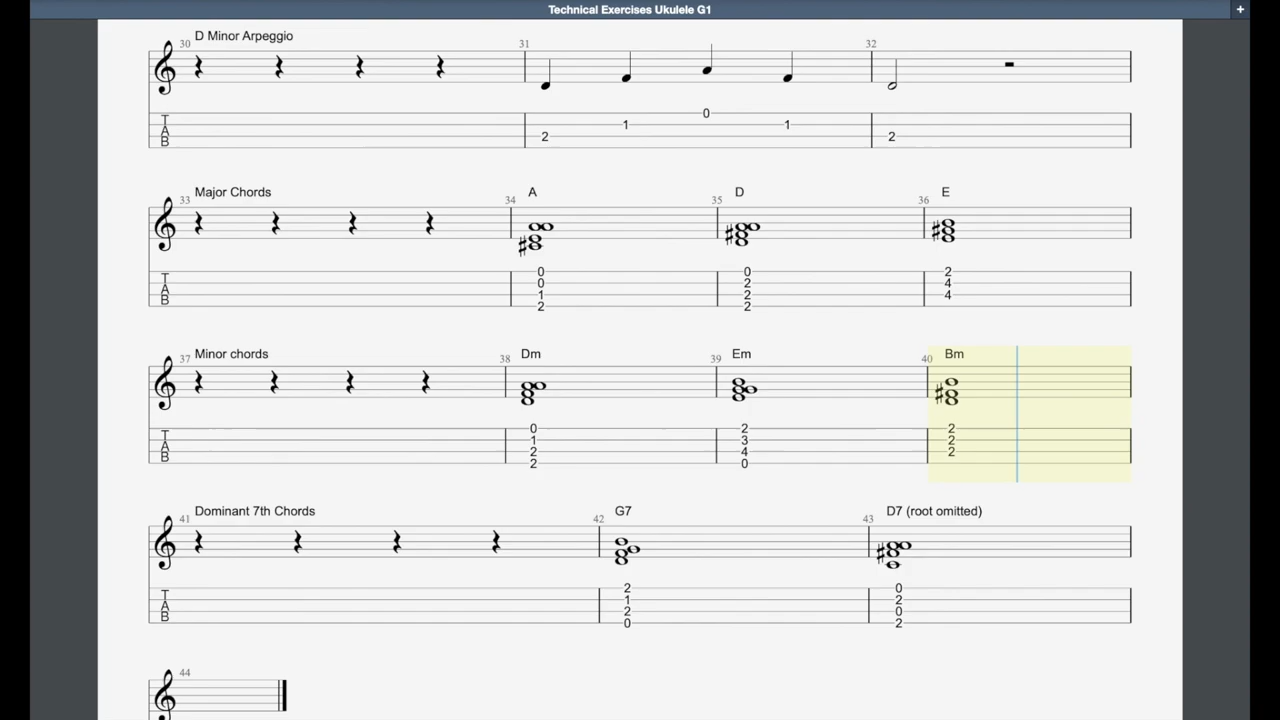 Technical Exercises Ukulele G1 +
30 D Minor Arpeggio 31 32
T
A
B
2 1 0 1 2
33 Major Chords 34 A 35 D 36 E
T
A
B
0 0 2
0 2 4
1 2 4
2 2
37 Minor chords 38 Dm 39 Em 40 Bm
T
A
B
0 2 2
1 3 2
2 4 2
2 0
41 Dominant 7th Chords 42 G7 43 D7 (root omitted)
T
A
B
2 0
1 2
2 0
0 2
44